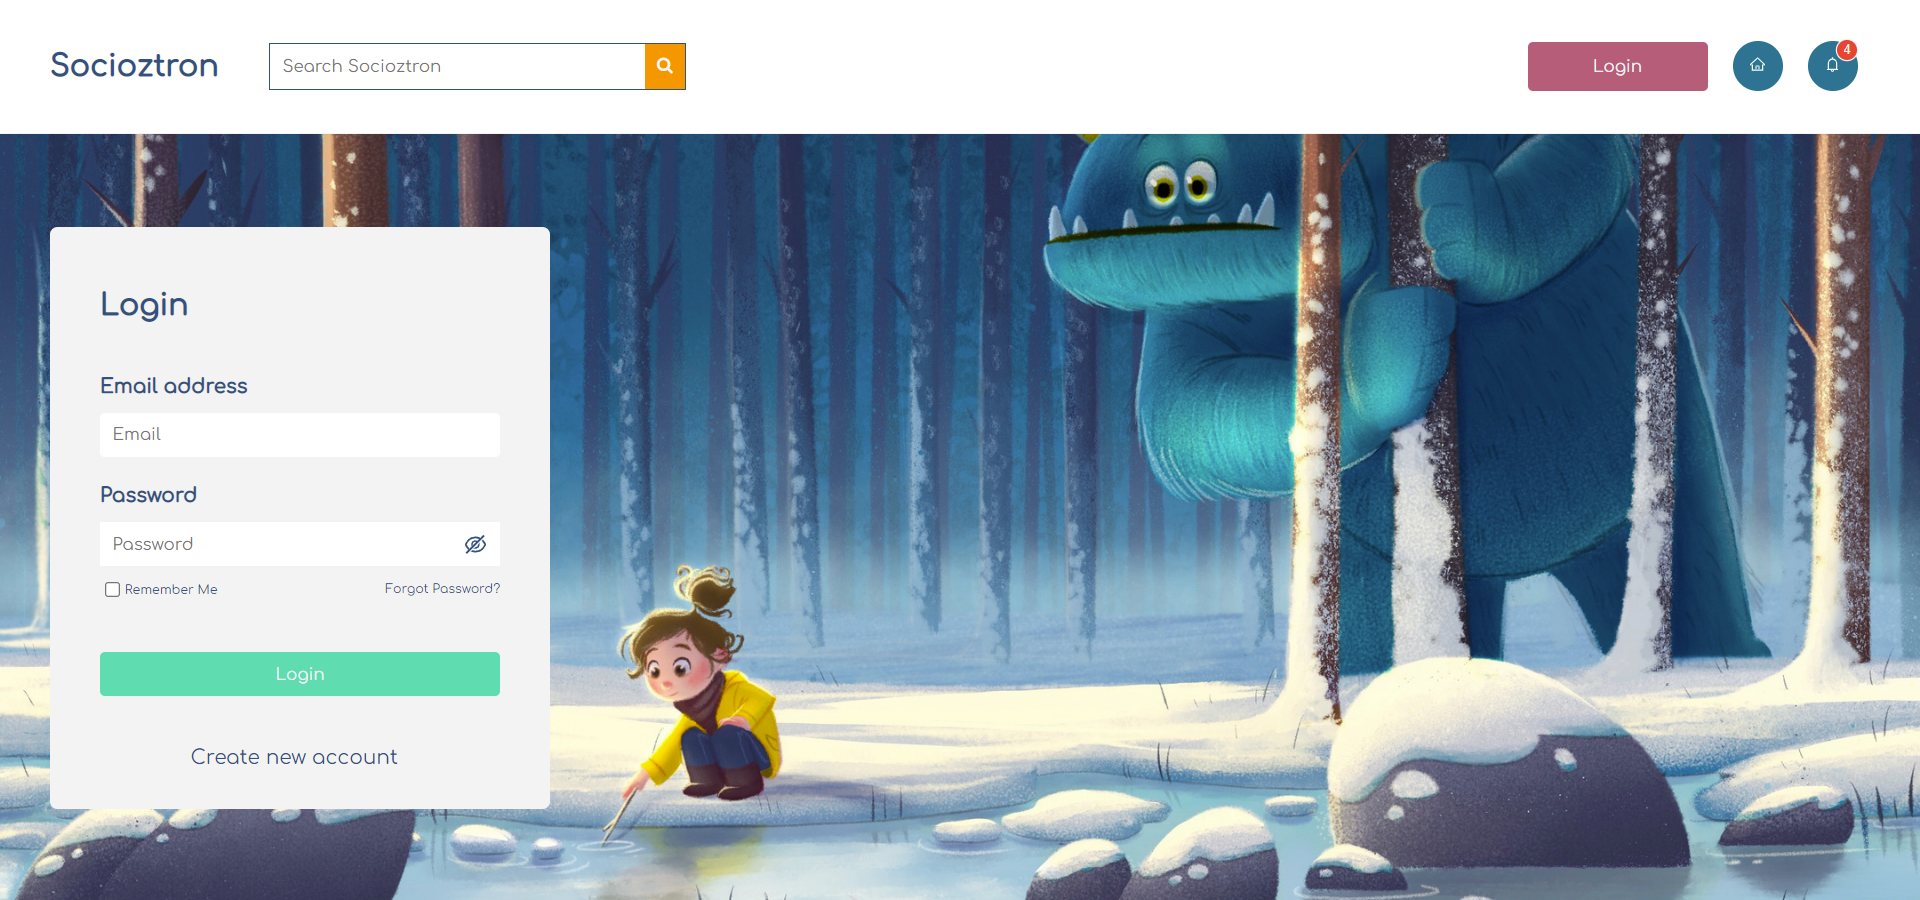 Socioztron
Search Socioztron
Login
4
Login
Email address
Email
Password
Password
Remember Me
Forgot Password?
Login
Create new account